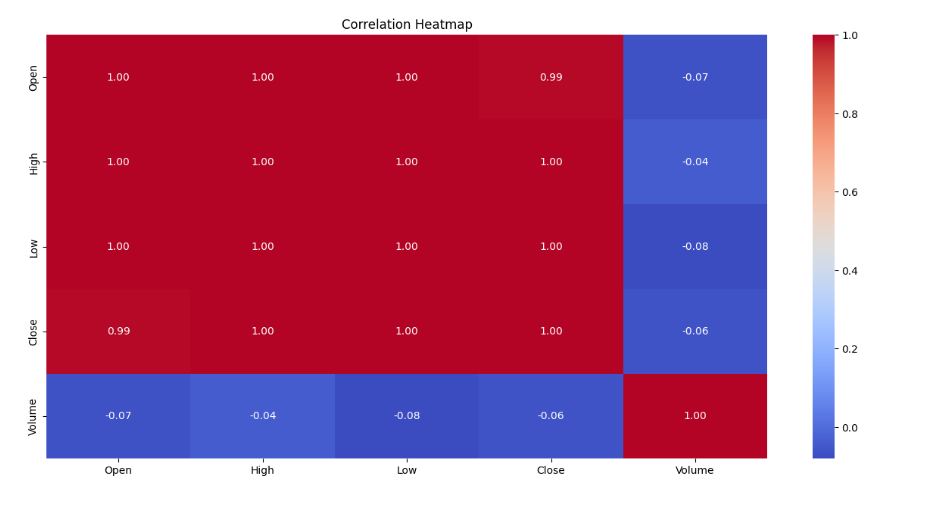 Correlation Heatmap
Open 1.00 1.00 1.00 0.99 -0.07
High 1.00 1.00 1.00 1.00 -0.04
Low 1.00 1.00 1.00 1.00 -0.08
Close 0.99 1.00 1.00 1.00 -0.06
Volume -0.07 -0.04 -0.08 -0.06 1.00
Open High Low Close Volume
1.0
0.8
0.6
0.4
0.2
0.0